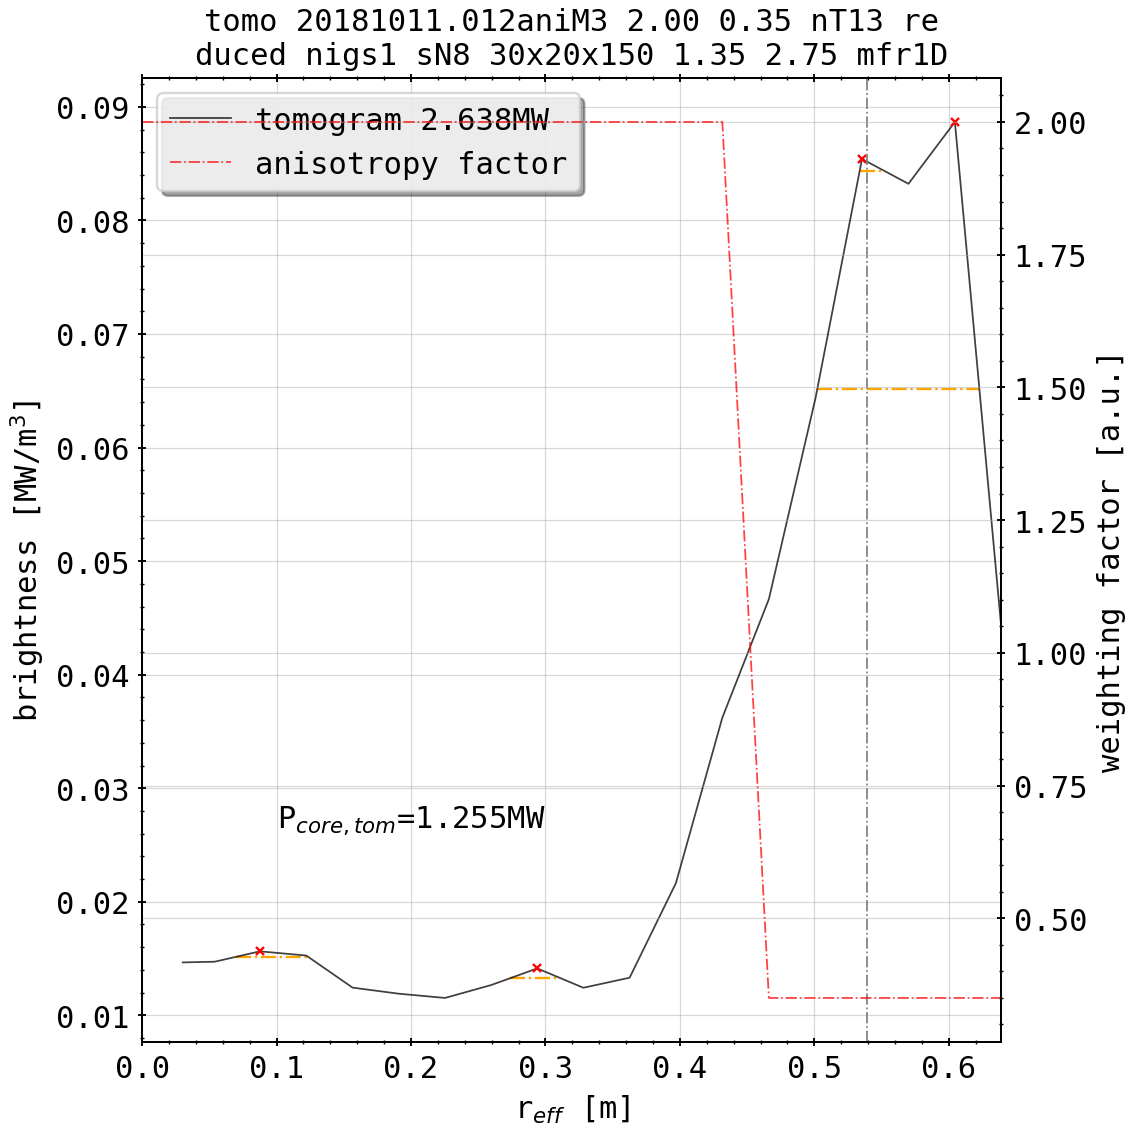 tomo 20181011.012aniM3 2.00 0.35 nT13 re
duced nigs1 sN8 30x20x150 1.35 2.75 mfr1D
tomogram 2.638MW
anisotropy factor
0.09
0.08
0.07
0.06
0.05
0.04
0.03
0.02
0.01
brightness [MW/m³]
2.00
1.75
1.50
1.25
1.00
0.75
0.50
weighting factor [a.u.]
P_core,tom=1.255MW
0.0 0.1 0.2 0.3 0.4 0.5 0.6
r_eff [m]